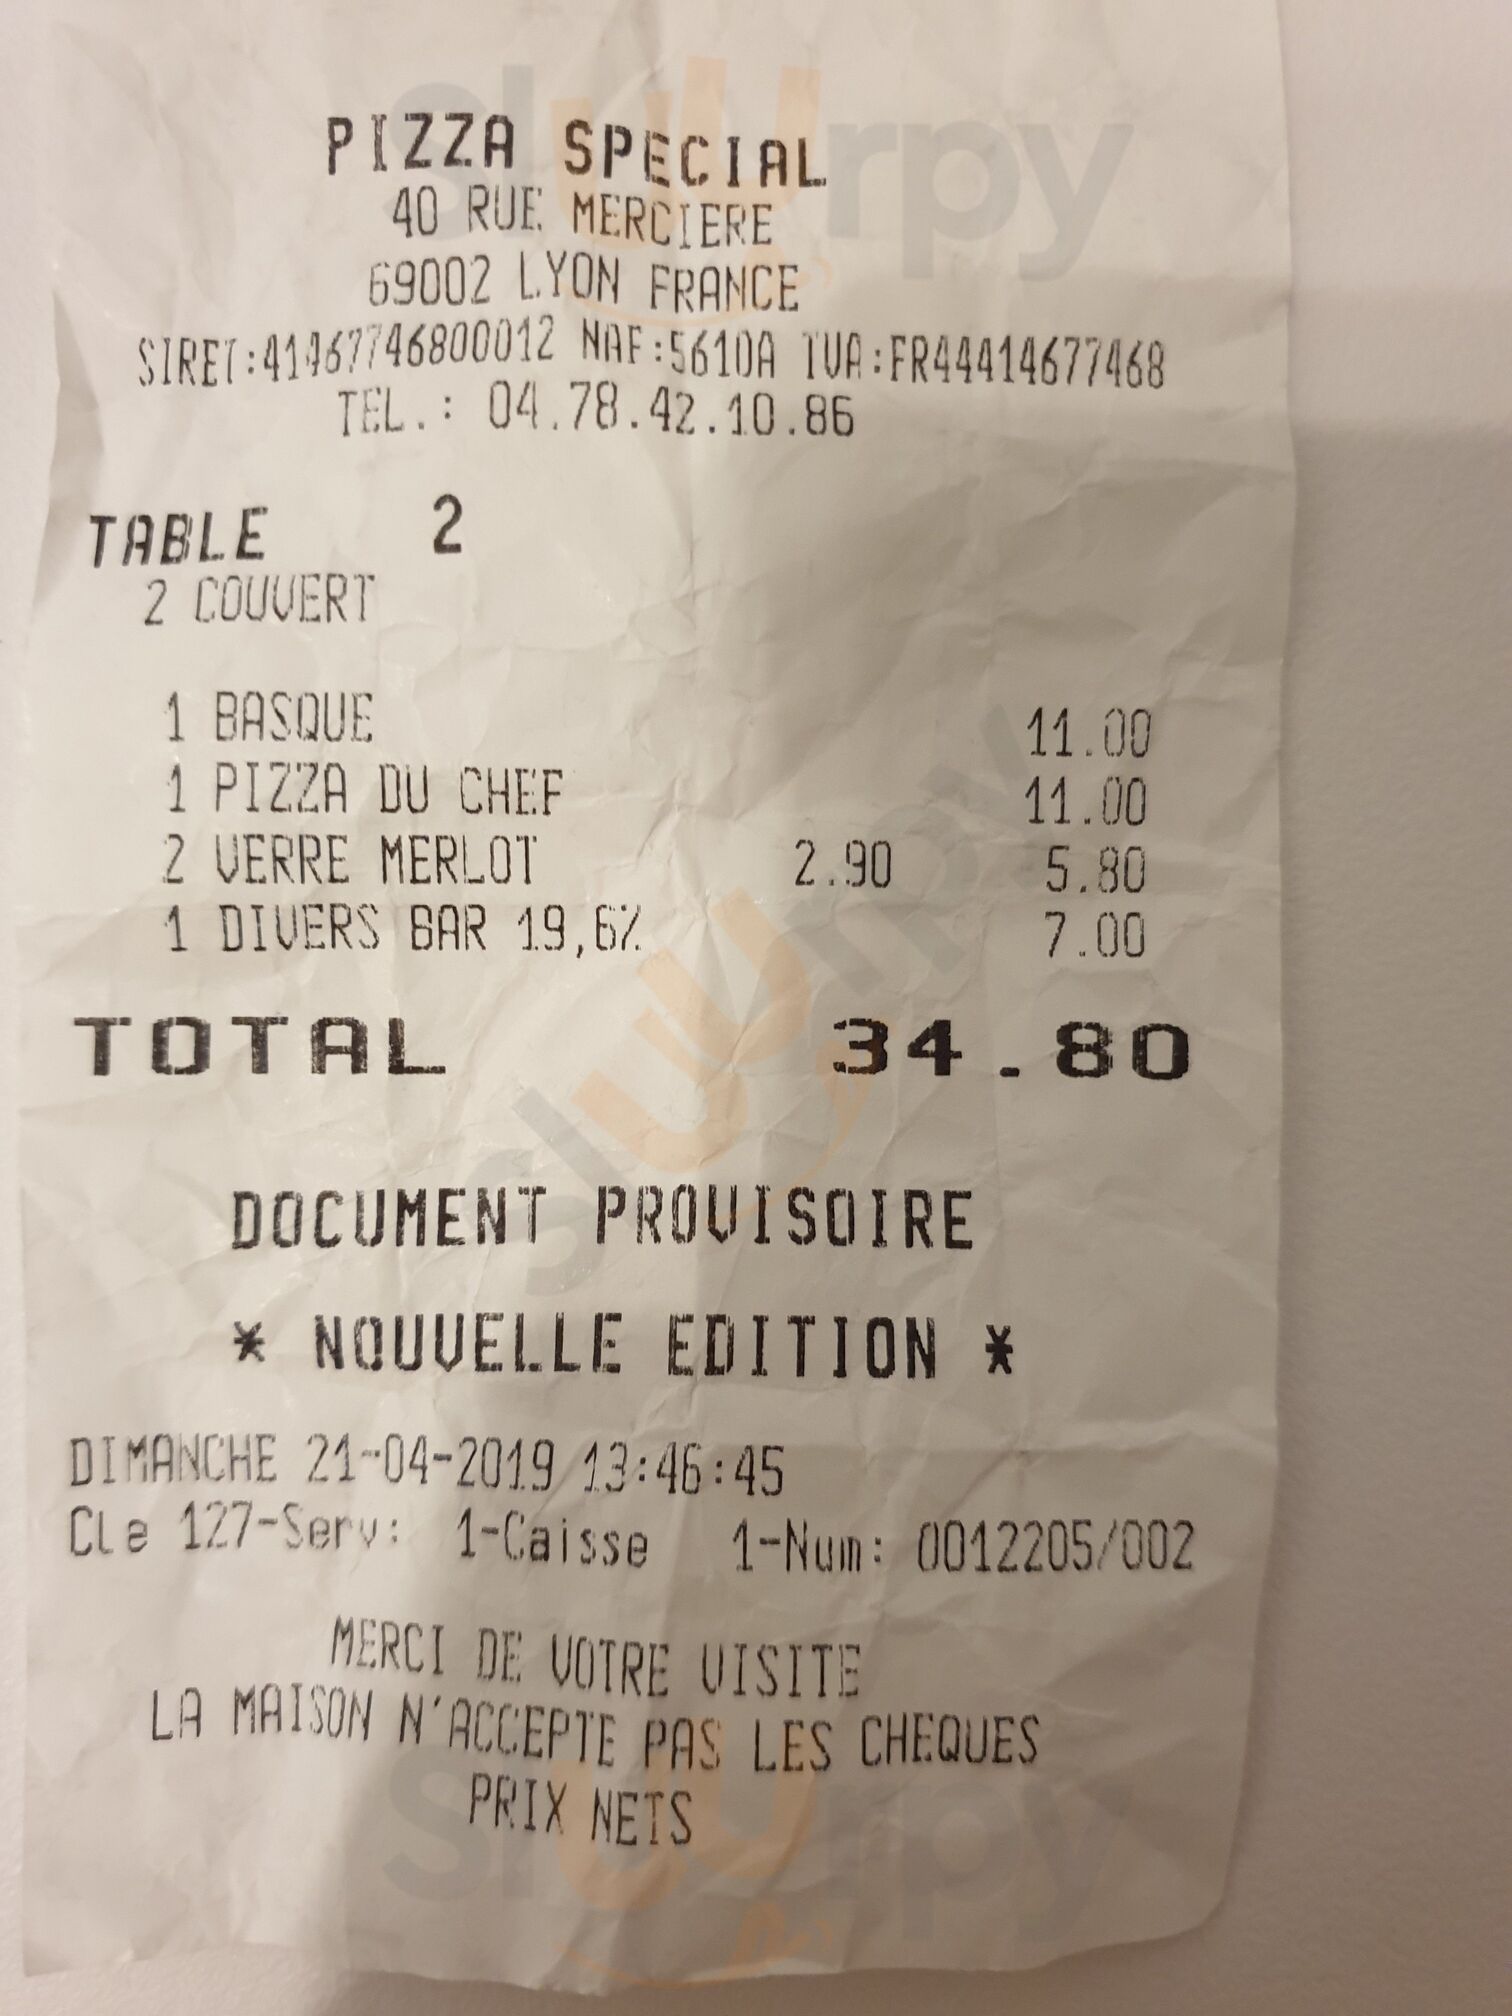 PIZZA SPECIAL
40 RUE MERCIERE
69002 LYON FRANCE
SIRET:41467746800012 NAF:5610A TVA:FR44414677468
TEL.: 04.78.42.10.86
TABLE 2
2 COUVERT
1 BASQUE 11.00
1 PIZZA DU CHEF 11.00
2 VERRE MERLOT 2.90 5.80
1 DIVERS BAR 19,6% 7.00
TOTAL 34.80
DOCUMENT PROVISOIRE
* NOUVELLE EDITION *
DIMANCHE 21-04-2019 13:46:45
Cle 127-Serv: 1-Caisse 1-Num: 0012205/002
MERCI DE VOTRE VISITE
LA MAISON N'ACCEPTE PAS LES CHEQUES
PRIX NETS
sluurpy
sluurpy
sluurpy